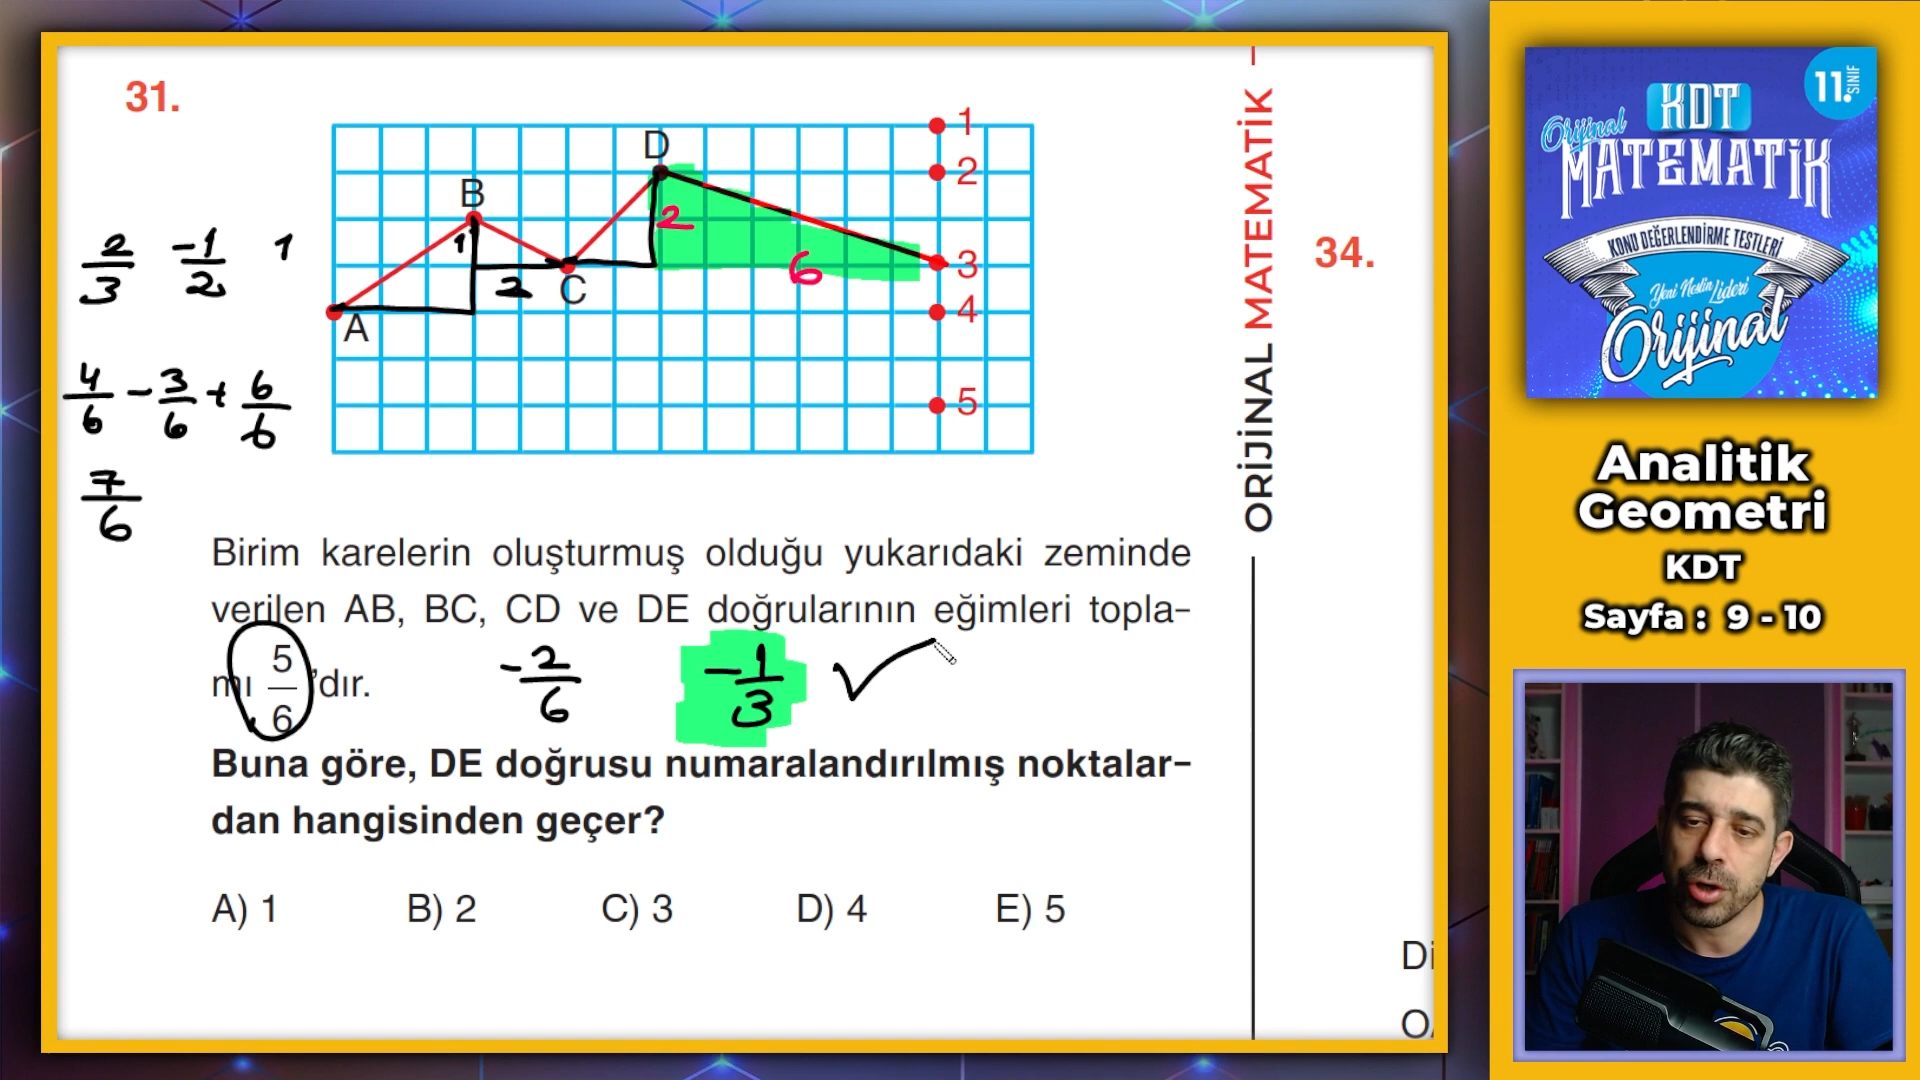 31.
1
2
3
4
5
D
B
C
A
1
2
2
6
2/3 -1/2 1
4/6 - 3/6 + 6/6
7/6
Birim karelerin oluşturmuş olduğu yukarıdaki zeminde
verilen AB, BC, CD ve DE doğrularının eğimleri topla-
mı 5/6 'dır.
-2/6 -1/3
Buna göre, DE doğrusu numaralandırılmış noktalar-
dan hangisinden geçer?
A) 1 B) 2 C) 3 D) 4 E) 5
ORİJİNAL MATEMATİK
34.
Di
O
11. SINIF
Orijinal
KDT
MATEMATİK
KONU DEĞERLENDİRME TESTLERİ
Yeni Neslin Lideri
Orijinal
Analitik
Geometri
KDT
Sayfa : 9 - 10